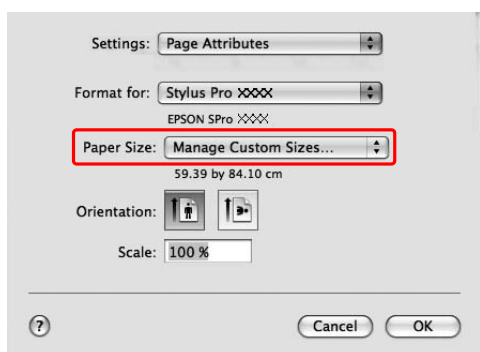 Settings: Page Attributes
Format for: Stylus Pro XXXX
EPSON SPro XXXX
Paper Size: Manage Custom Sizes...
59.39 by 84.10 cm
Orientation:
Scale: 100 %
? Cancel OK